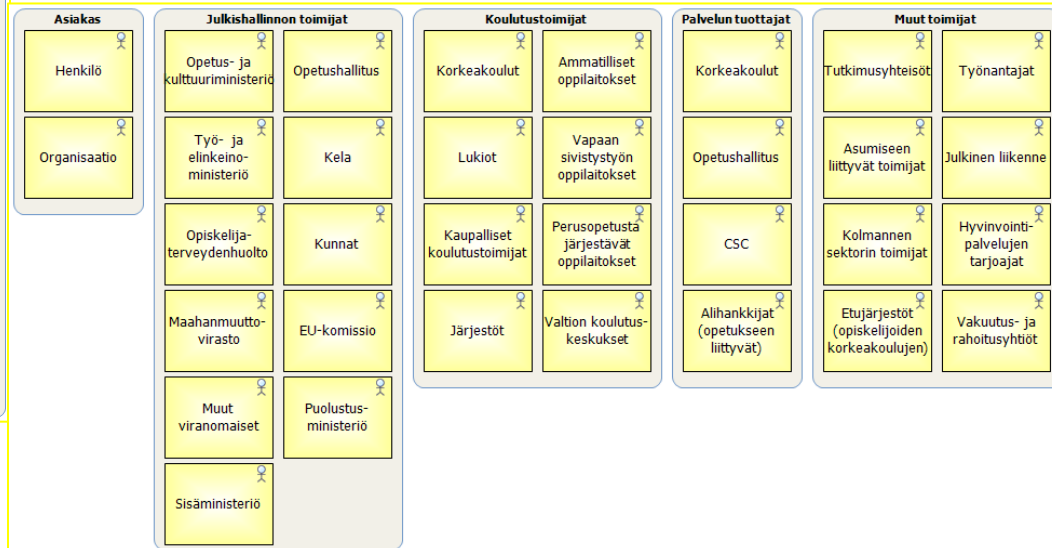 Asiakas
Henkilö
Organisaatio
Julkishallinnon toimijat
Opetus- ja
kulttuuriministeriö
Opetushallitus
Työ- ja
elinkeino-
ministeriö
Kela
Opiskelija-
terveydenhuolto
Kunnat
Maahanmuutto-
virasto
EU-komissio
Muut
viranomaiset
Puolustus-
ministeriö
Sisäministeriö
Koulutustoimijat
Korkeakoulut
Ammatilliset
oppilaitokset
Lukiot
Vapaan
sivistystyön
oppilaitokset
Kaupalliset
koulutustoimijat
Perusopetusta
järjestävät
oppilaitokset
Järjestöt
Valtion koulutus-
keskukset
Palvelun tuottajat
Korkeakoulut
Opetushallitus
CSC
Alihankkijat
(opetukseen
liittyvät)
Muut toimijat
Tutkimusyhteisöt
Työnantajat
Asumiseen
liittyvät toimijat
Julkinen liikenne
Kolmannen
sektorin toimijat
Hyvinvointi-
palvelujen
tarjoajat
Etujärjestöt
(opiskelijoiden
korkeakoulujen)
Vakuutus- ja
rahoitusyhtiöt